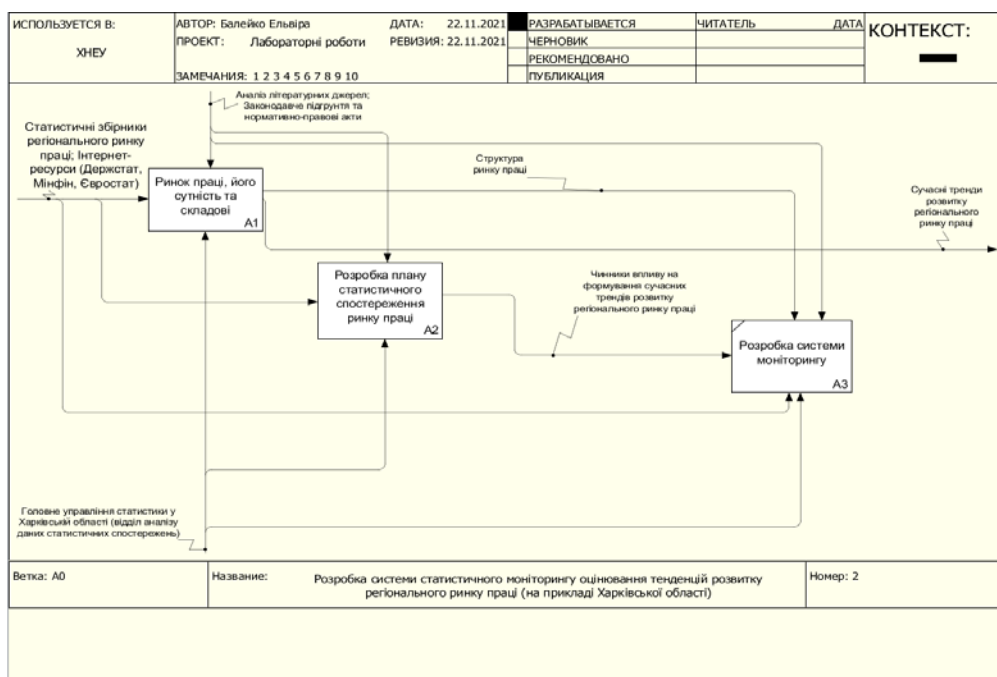 ИСПОЛЬЗУЕТСЯ В:
ХНЕУ
АВТОР: Балейко Ельвіра
ДАТА: 22.11.2021
ПРОЕКТ: Лабораторні роботи
РЕВИЗИЯ: 22.11.2021
ЗАМЕЧАНИЯ: 1 2 3 4 5 6 7 8 9 10
РАЗРАБАТЫВАЕТСЯ
ЧЕРНОВИК
РЕКОМЕНДОВАНО
ПУБЛИКАЦИЯ
ЧИТАТЕЛЬ
ДАТА
КОНТЕКСТ:
Аналіз літературних джерел;
Законодавче підгрунтя та
нормативно-правові акти
Статистичні збірники
регіонального ринку
праці; Інтернет-
ресурси (Держстат,
Мінфін, Євростат)
Ринок праці, його
сутність та
складові
A1
Структура
ринку праці
Сучасні тренди
розвитку
регіонального
ринку праці
Розробка плану
статистичного
спостереження
ринку праці
A2
Чинники впливу на
формування сучасних
трендів розвитку
регіонального ринку праці
Розробка системи
моніторингу
A3
Головне управління статистики у
Харківській області (відділ аналізу
даних статистичних спостережень)
Ветка: A0
Название:
Розробка системи статистичного моніторингу оцінювання тенденцій розвитку
регіонального ринку праці (на прикладі Харківської області)
Номер: 2